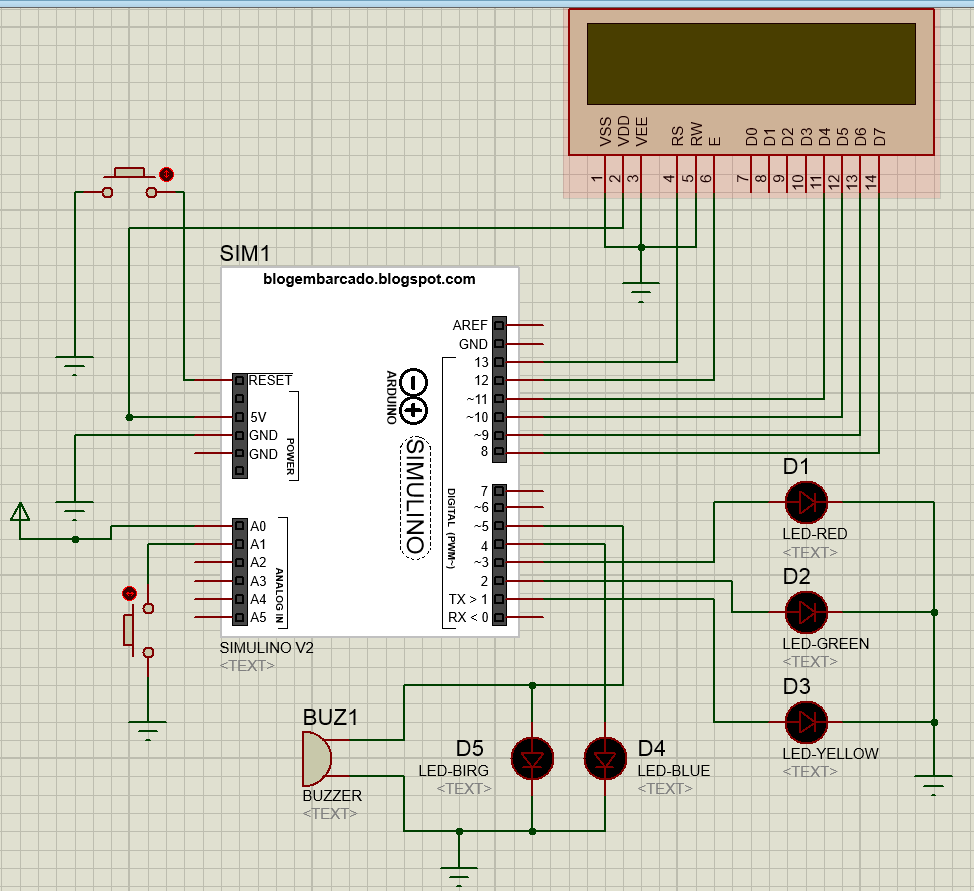 VSS
VDD
VEE
RS
RW
E
D0
D1
D2
D3
D4
D5
D6
D7
1
2
3
4
5
6
7
8
9
10
11
12
13
14
SIM1
blogembarcado.blogspot.com
AREF
GND
13
12
~11
~10
~9
8
RESET
5V
GND
GND
POWER
ARDUINO
SIMULINO
DIGITAL (PWM~)
7
~6
~5
4
~3
2
TX > 1
RX < 0
A0
A1
A2
A3
A4
A5
ANALOG IN
SIMULINO V2
<TEXT>
D1
LED-RED
<TEXT>
D2
LED-GREEN
<TEXT>
D3
LED-YELLOW
<TEXT>
BUZ1
BUZZER
<TEXT>
D5
LED-BIRG
<TEXT>
D4
LED-BLUE
<TEXT>